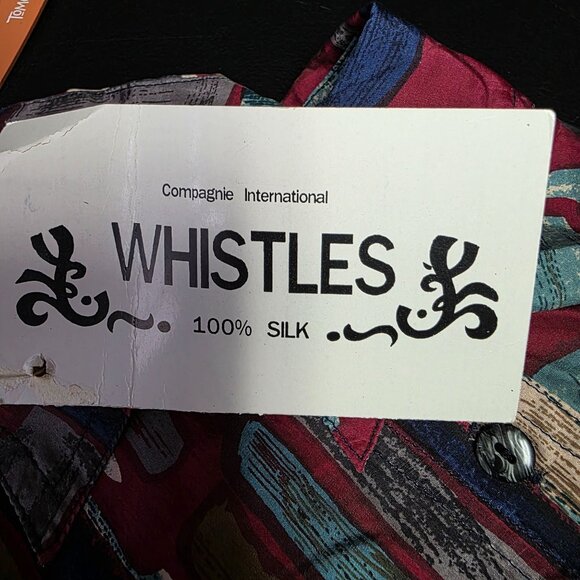 Compagnie International
WHISTLES
100% SILK